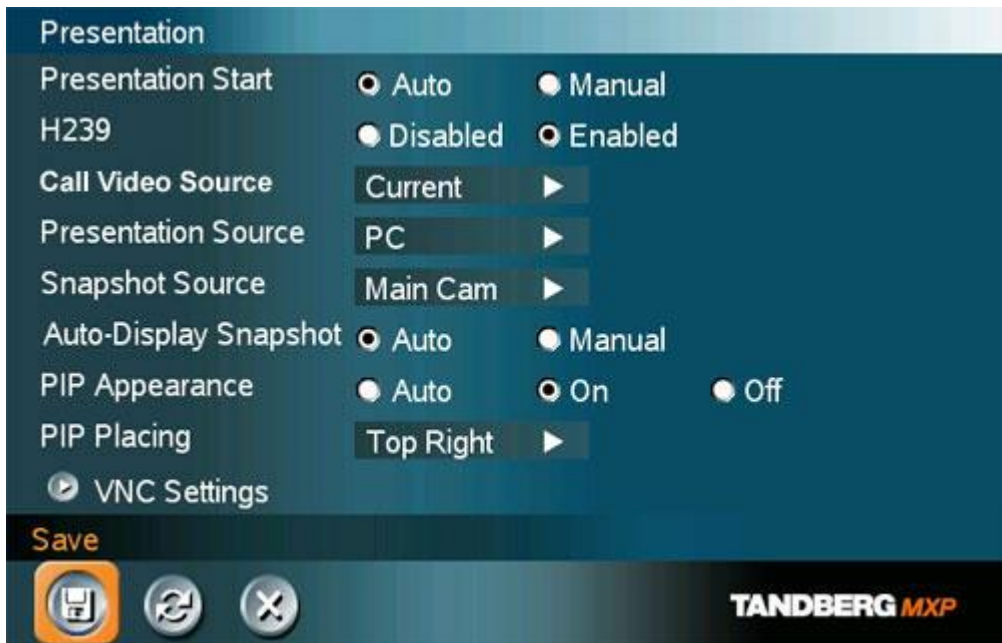 Presentation
Presentation Start Auto Manual
H239 Disabled Enabled
Call Video Source Current
Presentation Source PC
Snapshot Source Main Cam
Auto-Display Snapshot Auto Manual
PIP Appearance Auto On Off
PIP Placing Top Right
VNC Settings
Save
TANDBERG MXP